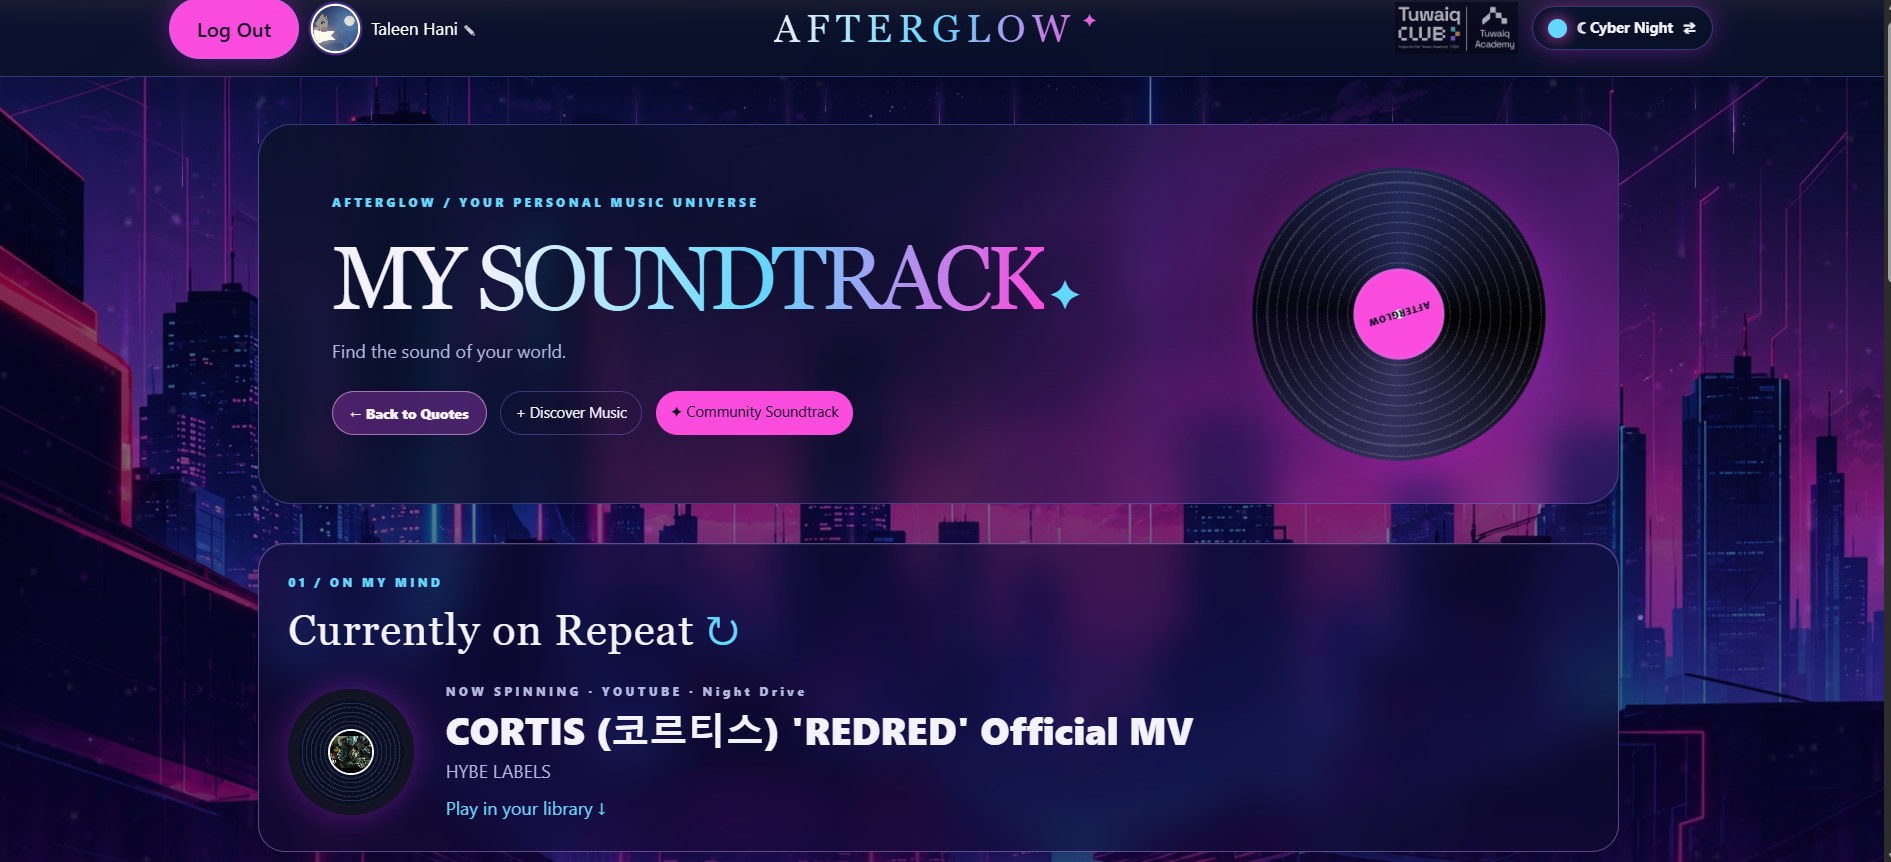 Log Out
Taleen Hani ✎
AFTERGLOW ✦
Tuwaiq
CLUB
Tuwaiq
Academy
☾ Cyber Night ⇄
AFTERGLOW / YOUR PERSONAL MUSIC UNIVERSE
MY SOUNDTRACK ✦
Find the sound of your world.
← Back to Quotes
+ Discover Music
✦ Community Soundtrack
AFTERGLOW
01 / ON MY MIND
Currently on Repeat ↻
NOW SPINNING · YOUTUBE · Night Drive
CORTIS (코르티스) 'REDRED' Official MV
HYBE LABELS
Play in your library ↓